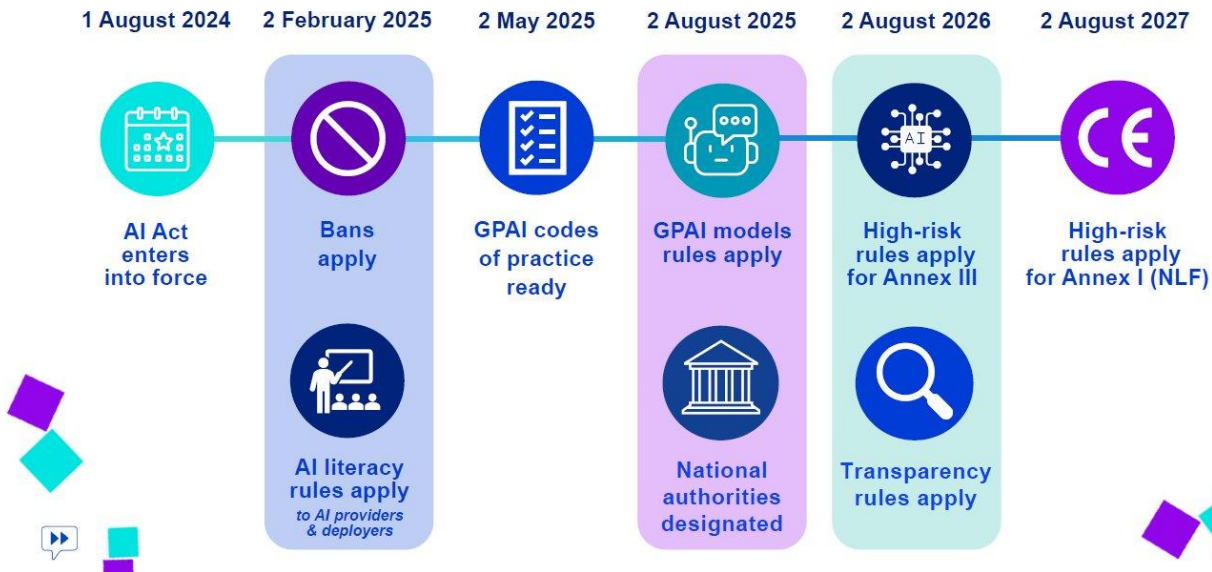 1 August 2024
2 February 2025
2 May 2025
2 August 2025
2 August 2026
2 August 2027
AI Act
enters
into force
Bans
apply
GPAI codes
of practice
ready
GPAI models
rules apply
AI
High-risk
rules apply
for Annex III
CE
High-risk
rules apply
for Annex I (NLF)
AI literacy
rules apply
to AI providers
& deployers
National
authorities
designated
Transparency
rules apply